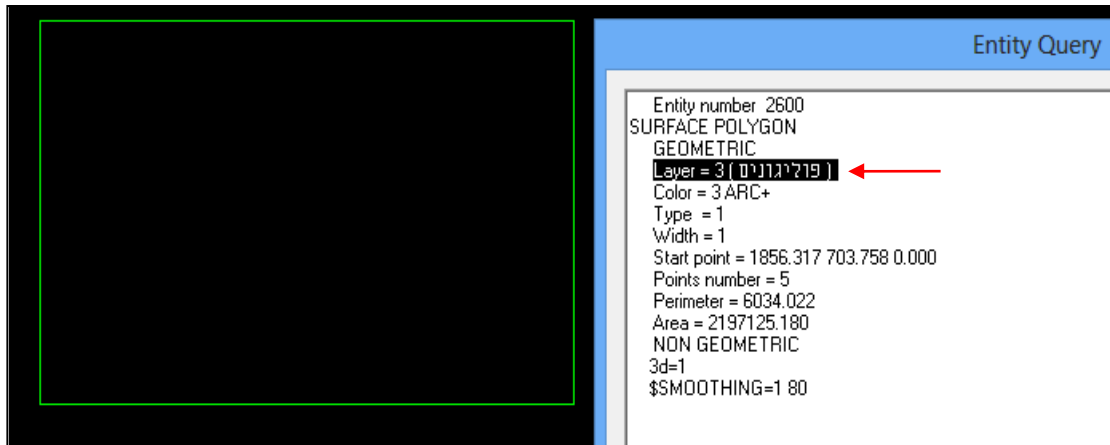 Entity Query
Entity number 2600
SURFACE POLYGON
GEOMETRIC
Layer = 3 ( פוליגונים )
Color = 3 ARC+
Type = 1
Width = 1
Start point = 1856.317 703.758 0.000
Points number = 5
Perimeter = 6034.022
Area = 2197125.180
NON GEOMETRIC
3d=1
$SMOOTHING=1 80